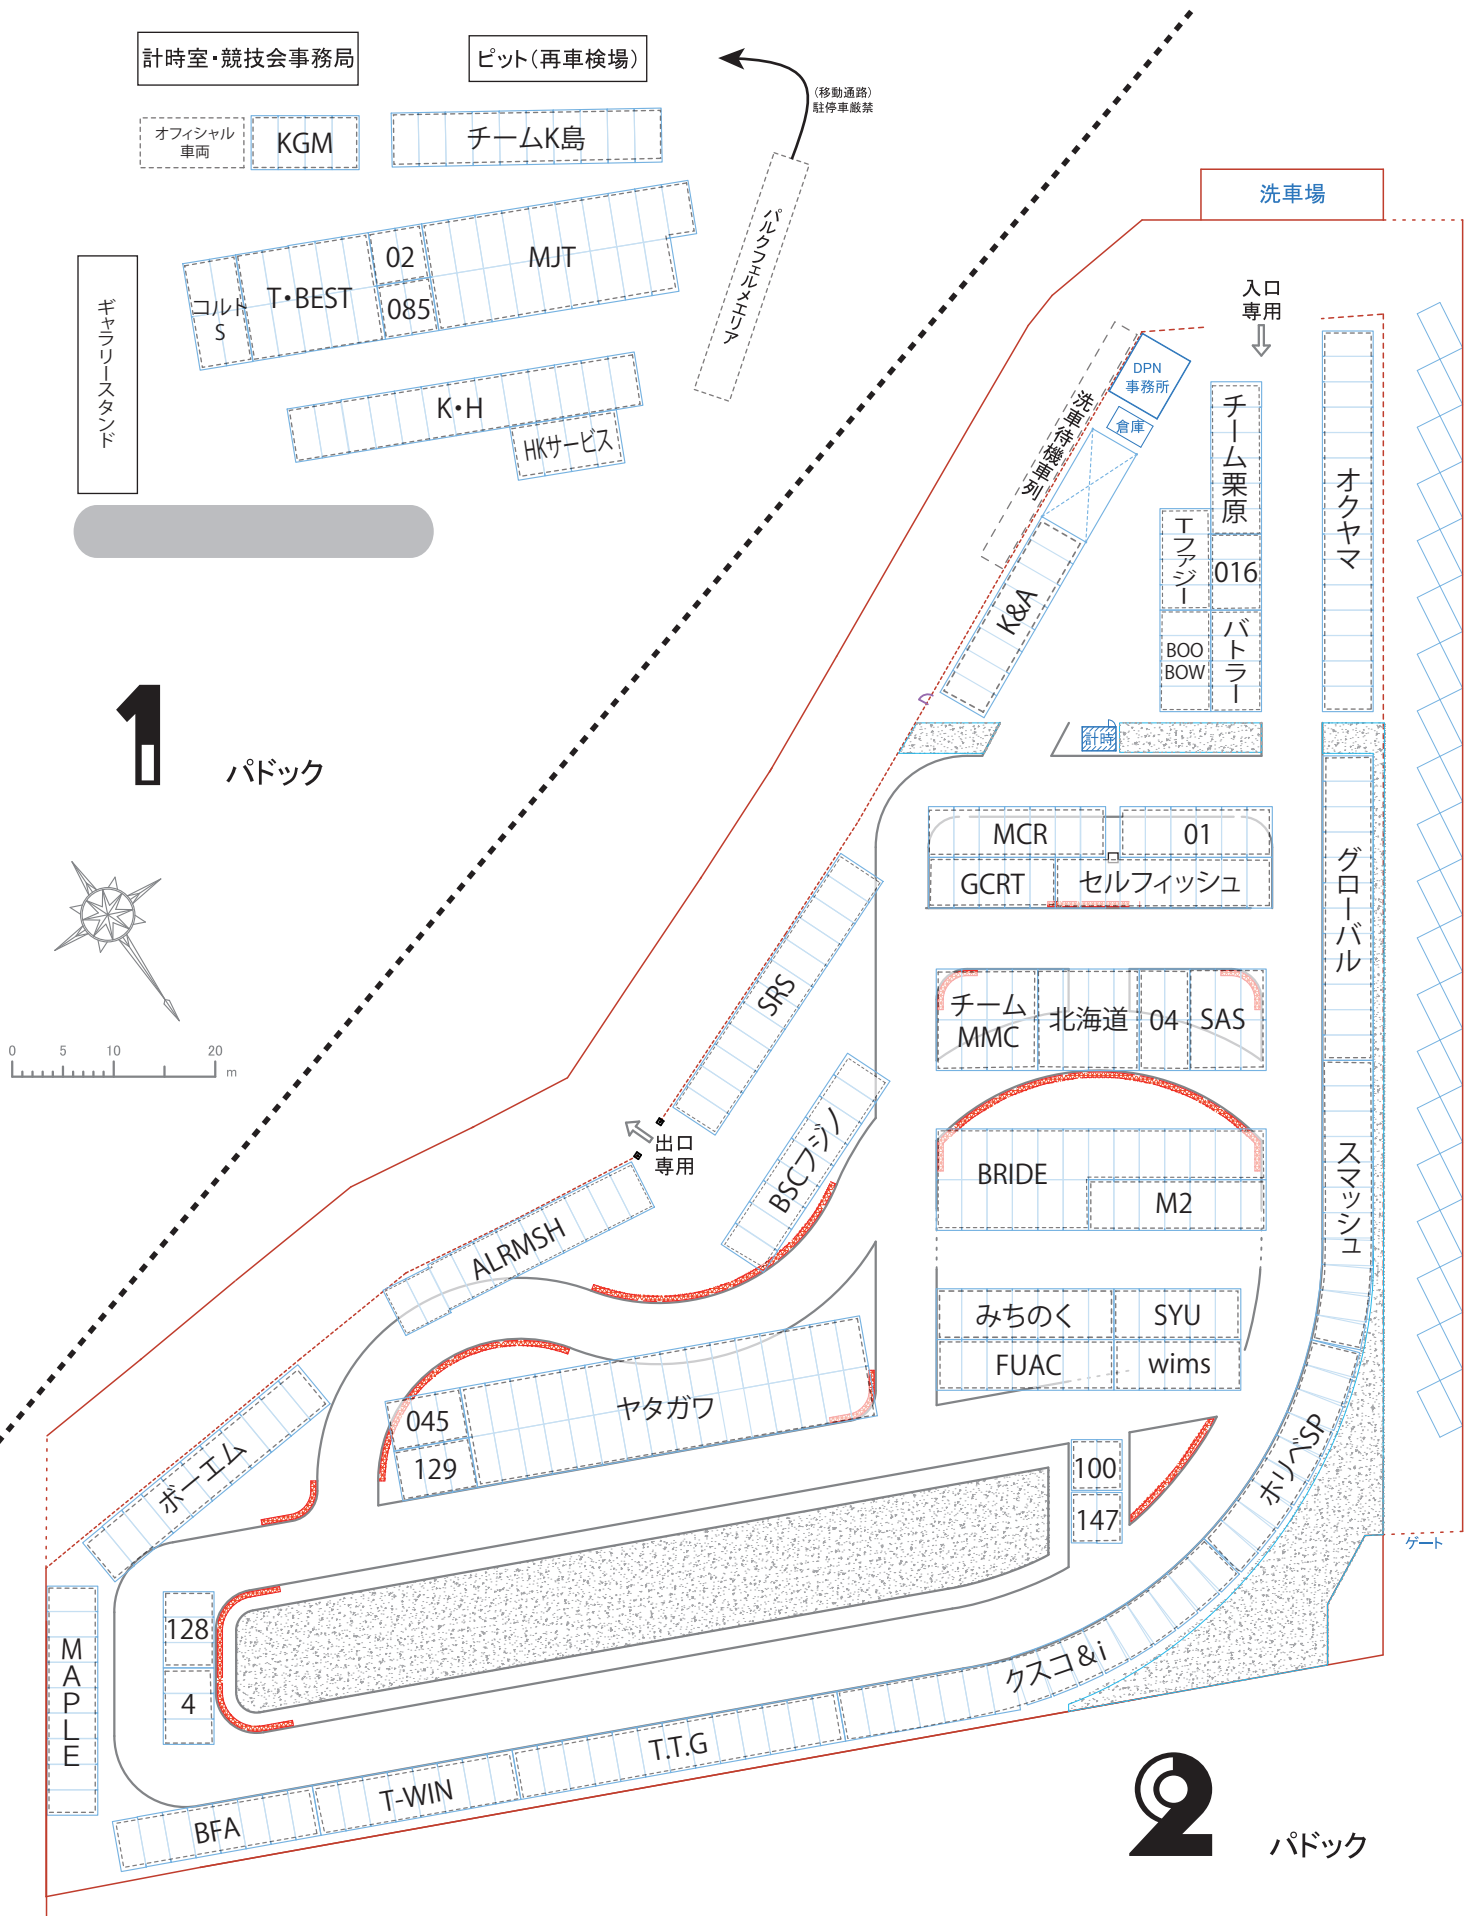 計時室・競技会事務局
ピット（再車検場）
（移動通路）
駐停車厳禁
オフィシャル
車両
KGM
チームK島
パルクフェルメエリア
コルト
S
T・BEST
02
085
MJT
ギャラリースタンド
K・H
HKサービス
1
パドック
0
5
10
20
m
洗車場
入口
専用
DPN
事務所
倉庫
洗車待機車列
K&A
チーム栗原
Tファジー
016
BOO
BOW
バトラー
オクヤマ
計時
MCR
01
GCRT
セルフィッシュ
グローバル
SRS
チーム
MMC
北海道
04
SAS
出口
専用
BSCフジノ
BRIDE
M2
スマッシュ
ALRMSH
みちのく
SYU
FUAC
wims
045
129
ヤタガワ
ボーエム
100
147
ホリベSP
ゲート
MAPLE
128
4
クスコ&i
T.T.G
T-WIN
BFA
2
パドック